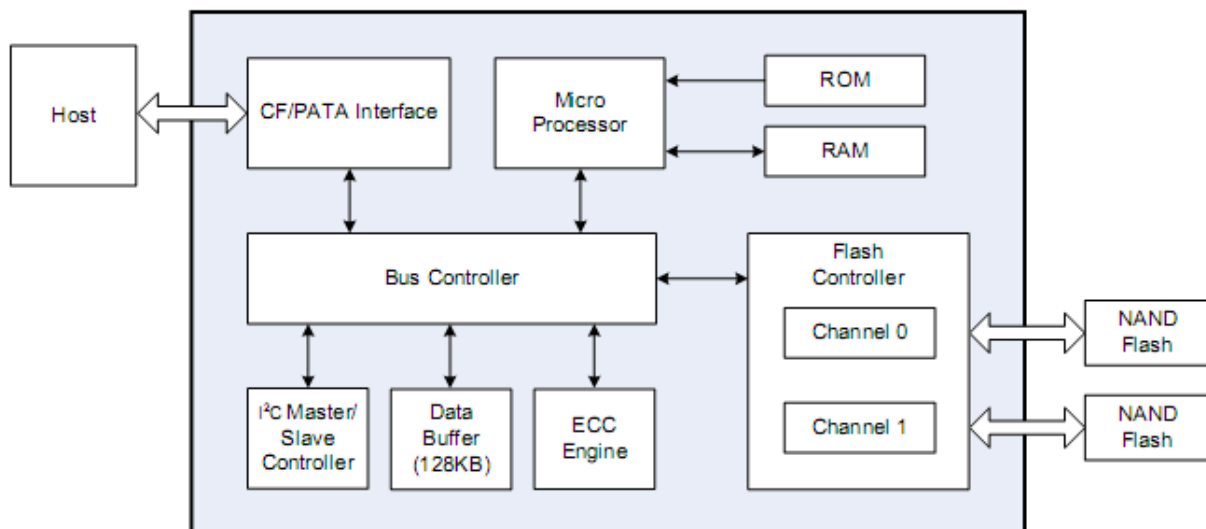 Host
CF/PATA Interface
Micro
Processor
ROM
RAM
Bus Controller
Flash
Controller
Channel 0
Channel 1
NAND
Flash
NAND
Flash
I²C Master/
Slave
Controller
Data
Buffer
(128KB)
ECC
Engine